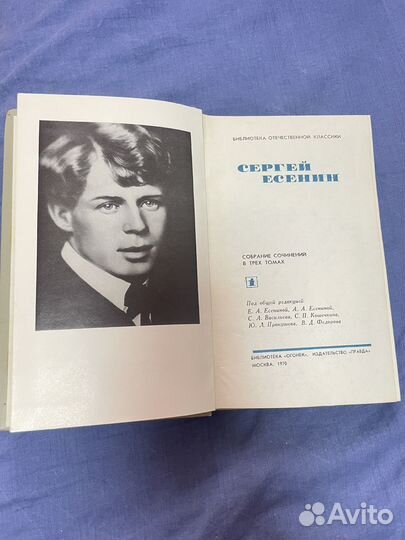 БИБЛИОТЕКА ОТЕЧЕСТВЕННОЙ КЛАССИКИ
СЕРГЕЙ
ЕСЕНИН
СОБРАНИЕ СОЧИНЕНИЙ
В ТРЕХ ТОМАХ
1
Под общей редакцией
Е. А. Есениной, А. А. Есениной,
С. А. Васильева, С. П. Кошечкина,
Ю. Л. Прокушева, В. Д. Федорова
БИБЛИОТЕКА «ОГОНЕК». ИЗДАТЕЛЬСТВО «ПРАВДА»
МОСКВА. 1970
Avito